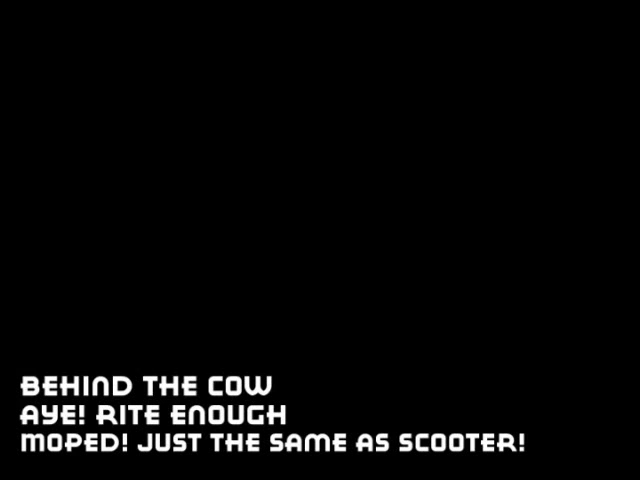 BEHIND THE COW
AYE! RITE ENOUGH
MOPED! JUST THE SAME AS SCOOTER!